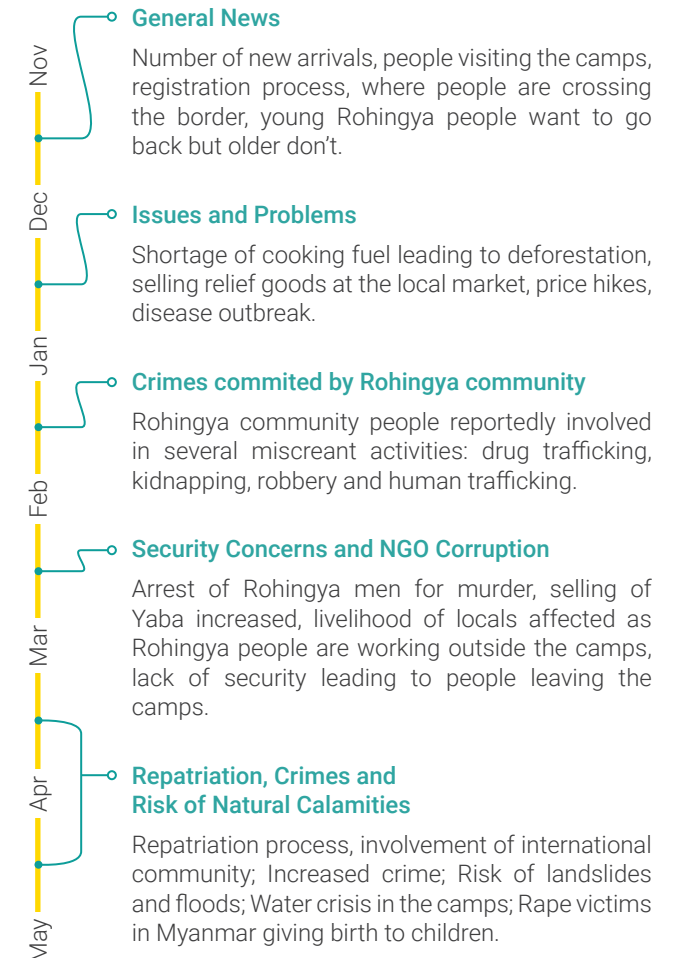 General News
Nov
Number of new arrivals, people visiting the camps,
registration process, where people are crossing
the border, young Rohingya people want to go
back but older don’t.
Dec
Issues and Problems
Shortage of cooking fuel leading to deforestation,
selling relief goods at the local market, price hikes,
disease outbreak.
Jan
Crimes commited by Rohingya community
Rohingya community people reportedly involved
in several miscreant activities: drug trafficking,
kidnapping, robbery and human trafficking.
Feb
Security Concerns and NGO Corruption
Arrest of Rohingya men for murder, selling of
Yaba increased, livelihood of locals affected as
Rohingya people are working outside the camps,
lack of security leading to people leaving the
camps.
Mar
Repatriation, Crimes and
Risk of Natural Calamities
Apr
Repatriation process, involvement of international
community; Increased crime; Risk of landslides
and floods; Water crisis in the camps; Rape victims
in Myanmar giving birth to children.
May